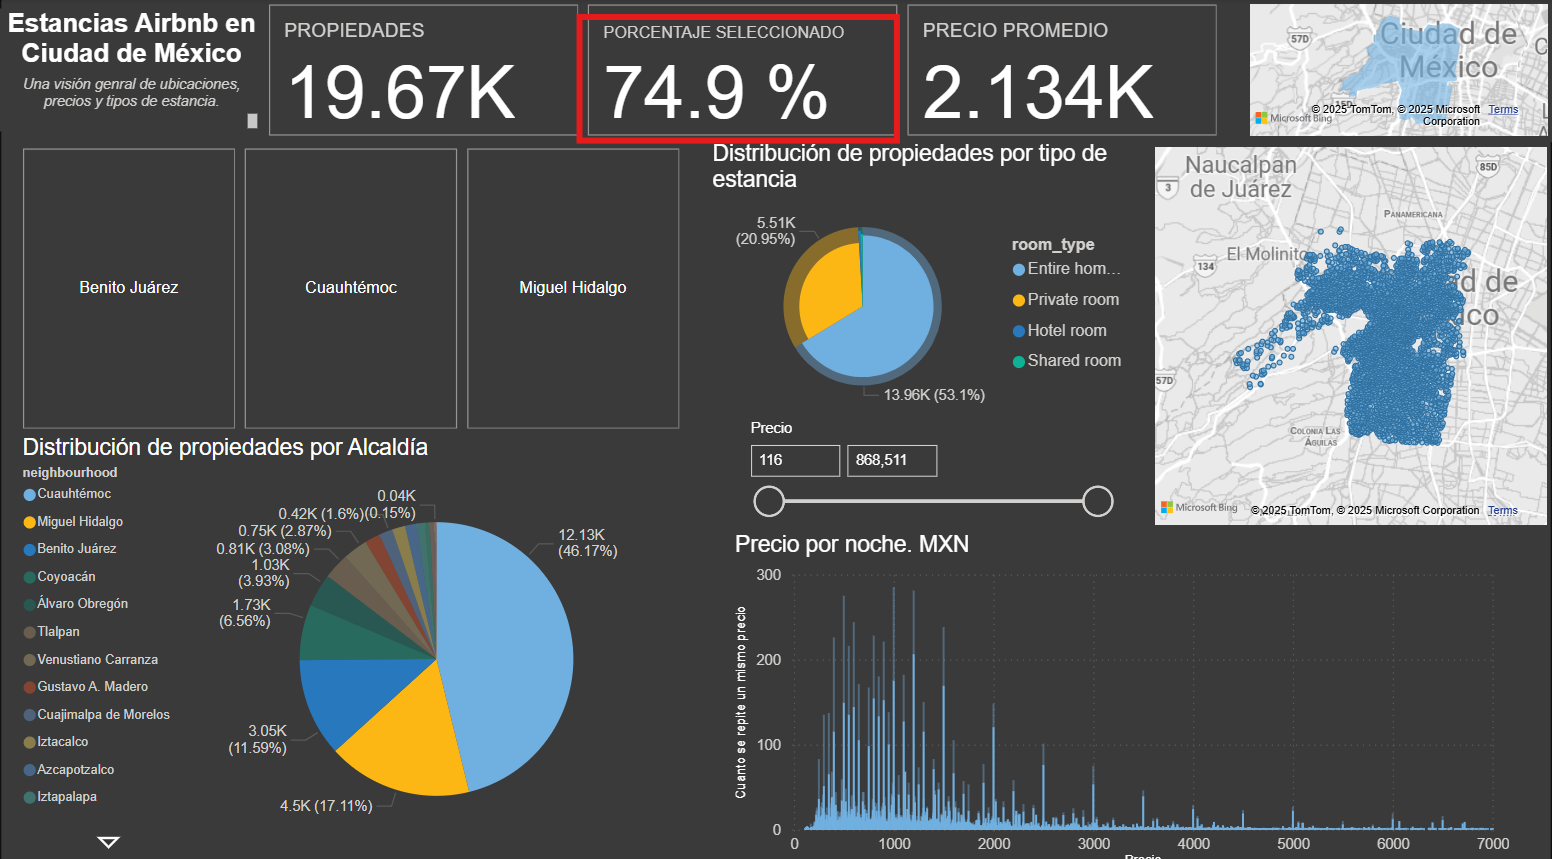 Estancias Airbnb en
Ciudad de México
Una visión genral de ubicaciones,
precios y tipos de estancia.
PROPIEDADES
19.67K
PORCENTAJE SELECCIONADO
74.9 %
PRECIO PROMEDIO
2.134K
57D
Ciudad de
México
Microsoft Bing
© 2025 TomTom, © 2025 Microsoft
Corporation
Terms
Benito Juárez
Cuauhtémoc
Miguel Hidalgo
Distribución de propiedades por tipo de
estancia
5.51K
(20.95%)
13.96K (53.1%)
room_type
Entire hom...
Private room
Hotel room
Shared room
Naucalpan
de Juárez
85D
3
PANAMERICANA
El Molinito
134
d de
ico
57D
COLONIA LAS
ÁGUILAS
Microsoft Bing
© 2025 TomTom, © 2025 Microsoft Corporation
Terms
Precio
116
868,511
Distribución de propiedades por Alcaldía
neighbourhood
Cuauhtémoc
Miguel Hidalgo
Benito Juárez
Coyoacán
Álvaro Obregón
Tlalpan
Venustiano Carranza
Gustavo A. Madero
Cuajimalpa de Morelos
Iztacalco
Azcapotzalco
Iztapalapa
0.04K
(0.15%)
0.42K (1.6%)
0.75K (2.87%)
0.81K (3.08%)
1.03K
(3.93%)
1.73K
(6.56%)
3.05K
(11.59%)
4.5K (17.11%)
12.13K
(46.17%)
Precio por noche. MXN
Cuanto se repite un mismo precio
300
200
100
0
0
1000
2000
3000
4000
5000
6000
7000
Precio